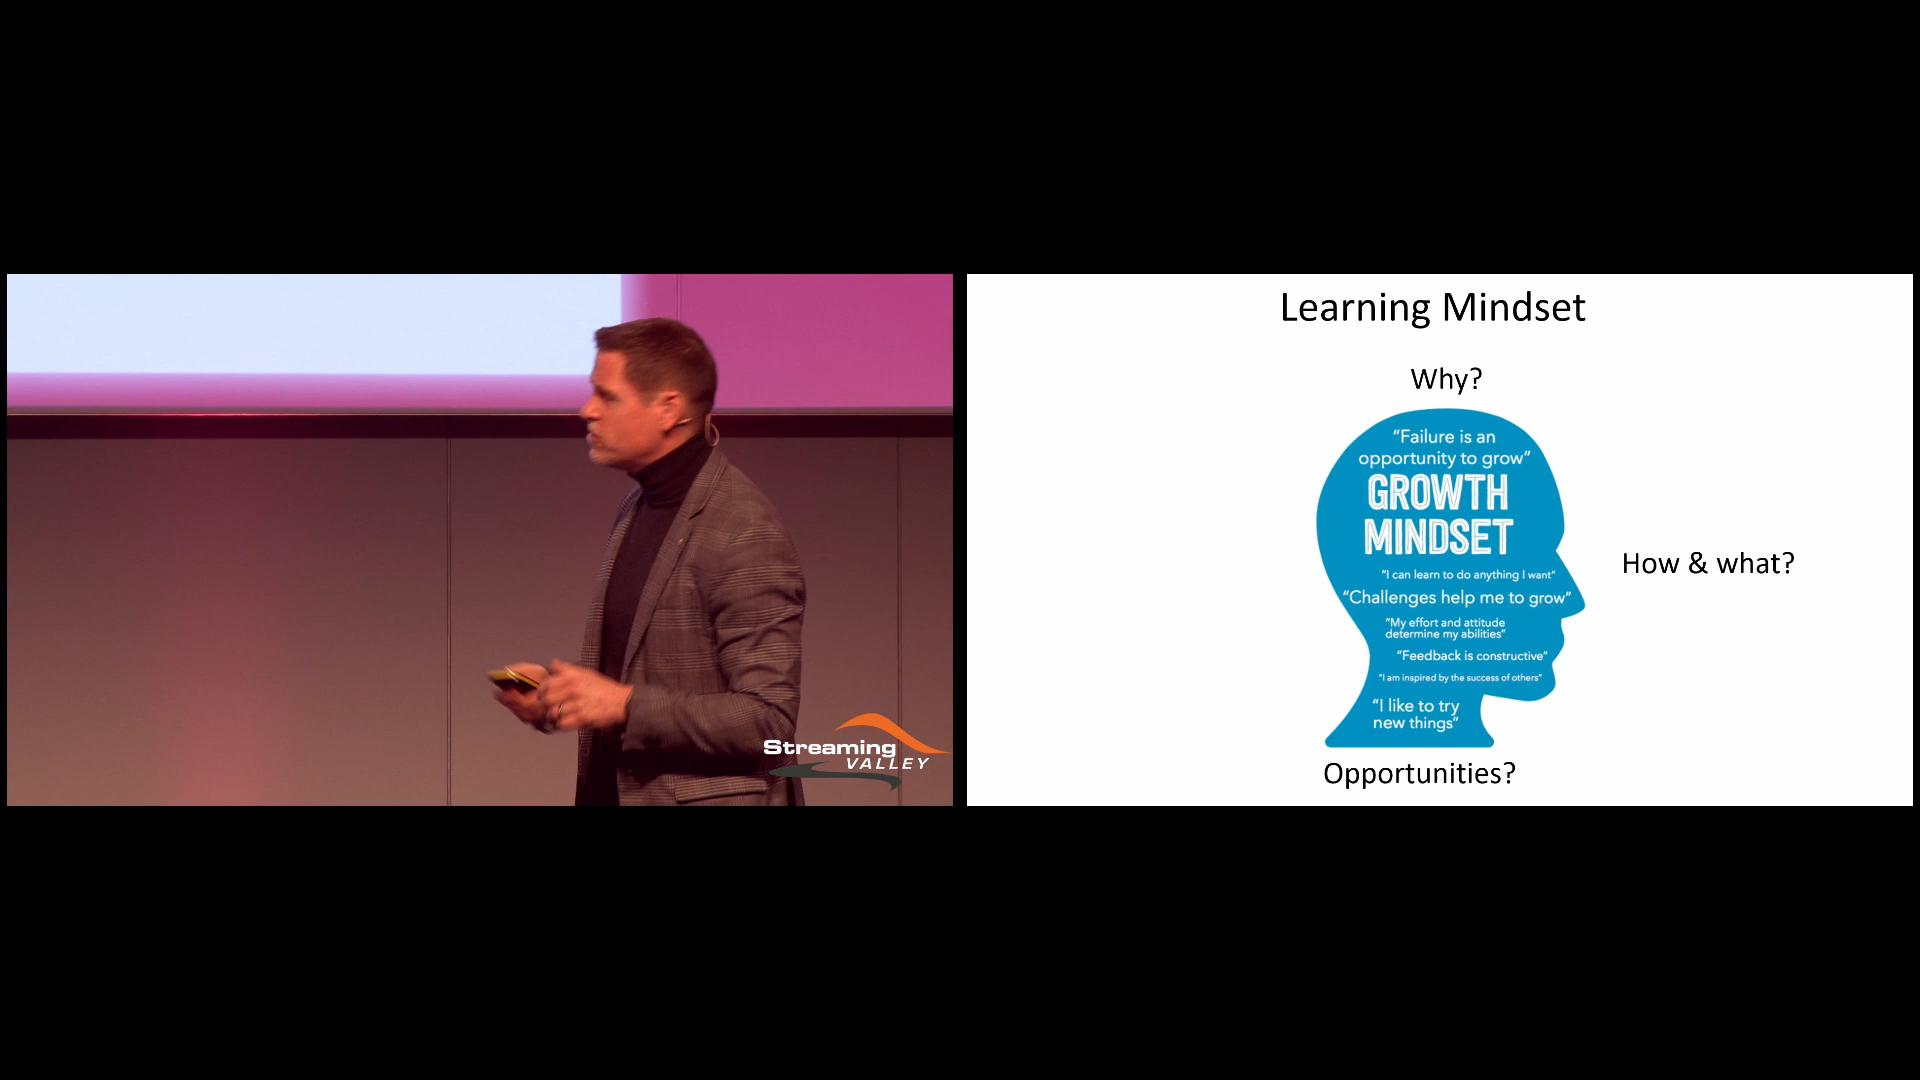 Streaming
VALLEY
Learning Mindset
Why?
“Failure is an
opportunity to grow”
GROWTH
MINDSET
“I can learn to do anything I want”
“Challenges help me to grow”
“My effort and attitude
determine my abilities”
“Feedback is constructive”
“I am inspired by the success of others”
“I like to try
new things”
How & what?
Opportunities?